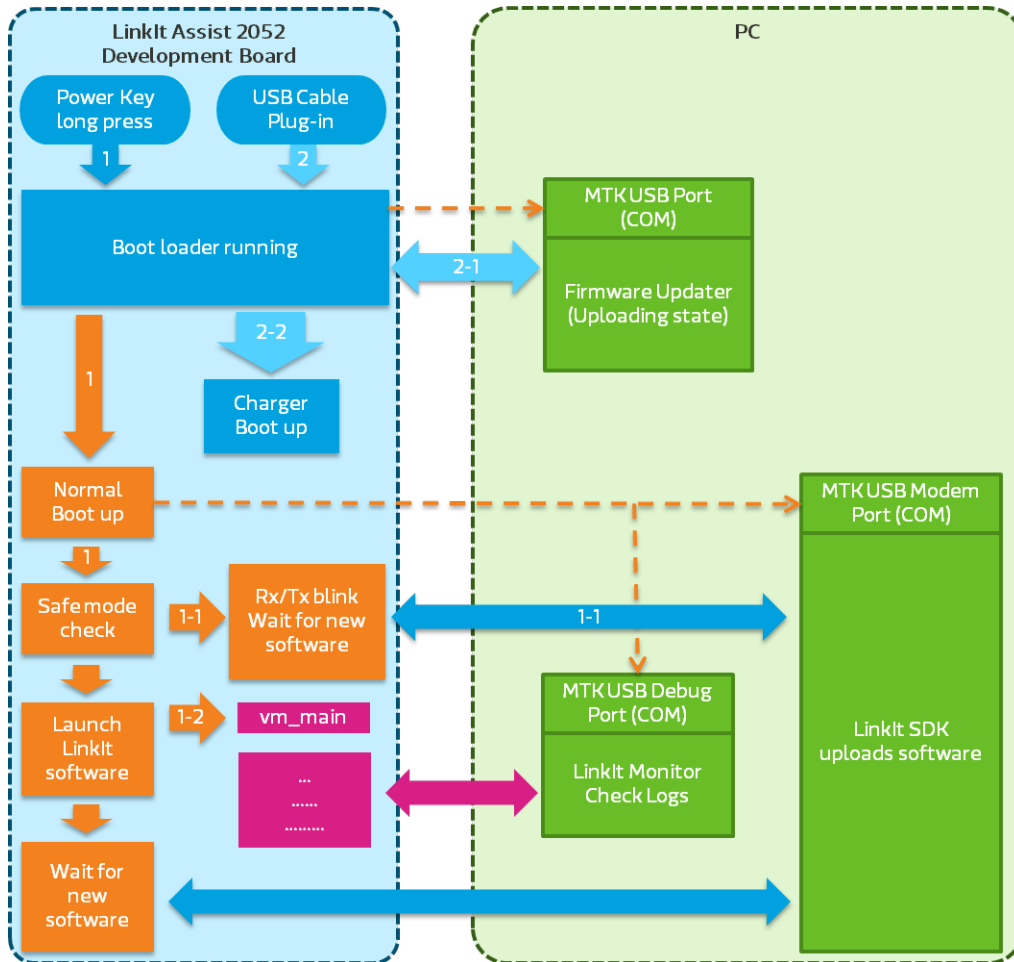 LinkIt Assist 2052
Development Board
PC
Power Key
long press
USB Cable
Plug-in
1
2
Boot loader running
MTK USB Port
(COM)
2-1
Firmware Updater
(Uploading state)
1
2-2
Charger
Boot up
Normal
Boot up
MTK USB Modem
Port (COM)
1
Safe mode
check
1-1
Rx/Tx blink
Wait for new
software
1-1
MTK USB Debug
Port (COM)
Launch
LinkIt
software
1-2
vm_main
LinkIt SDK
uploads software
...
......
.........
LinkIt Monitor
Check Logs
Wait for
new
software